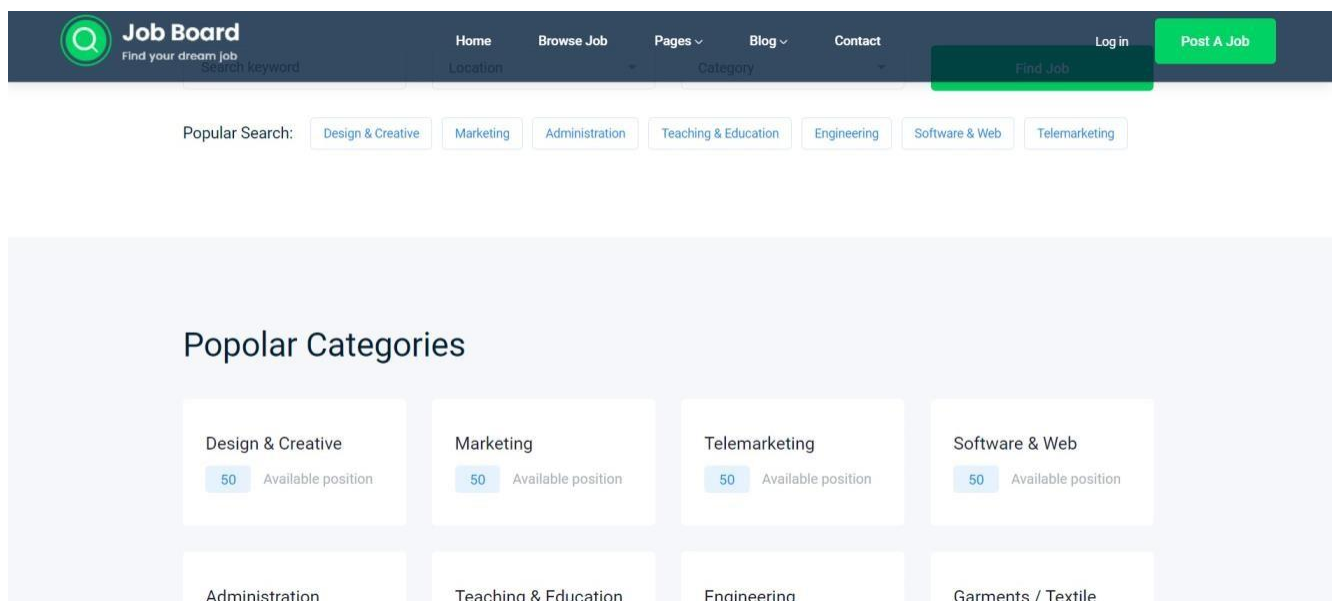 Job Board
Find your dream job
Home Browse Job Pages Blog Contact Log in Post A Job
Search keyword Location Category Find Job
Popular Search: Design & Creative Marketing Administration Teaching & Education Engineering Software & Web Telemarketing
Popolar Categories
Design & Creative Marketing Telemarketing Software & Web
50 Available position 50 Available position 50 Available position 50 Available position
Administration Teaching & Education Engineering Garments / Textile